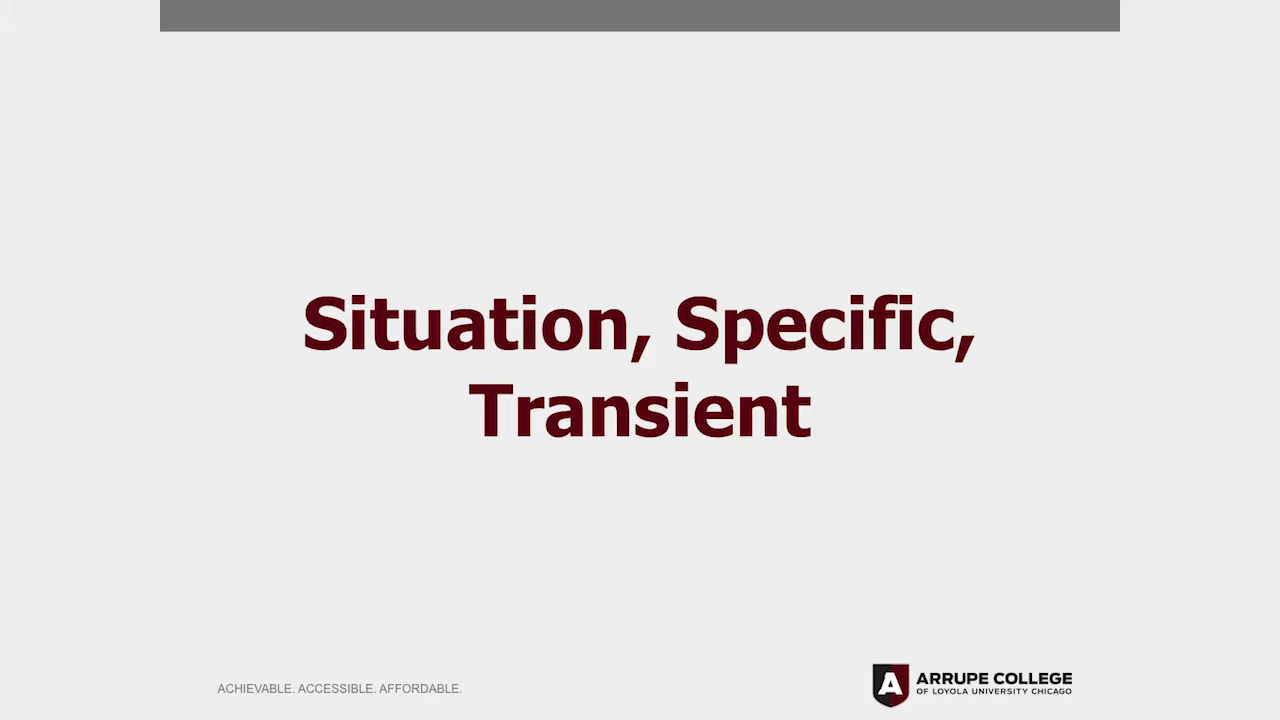 Situation, Specific,
Transient
ACHIEVABLE. ACCESSIBLE. AFFORDABLE.
A
ARRUPE COLLEGE
OF LOYOLA UNIVERSITY CHICAGO